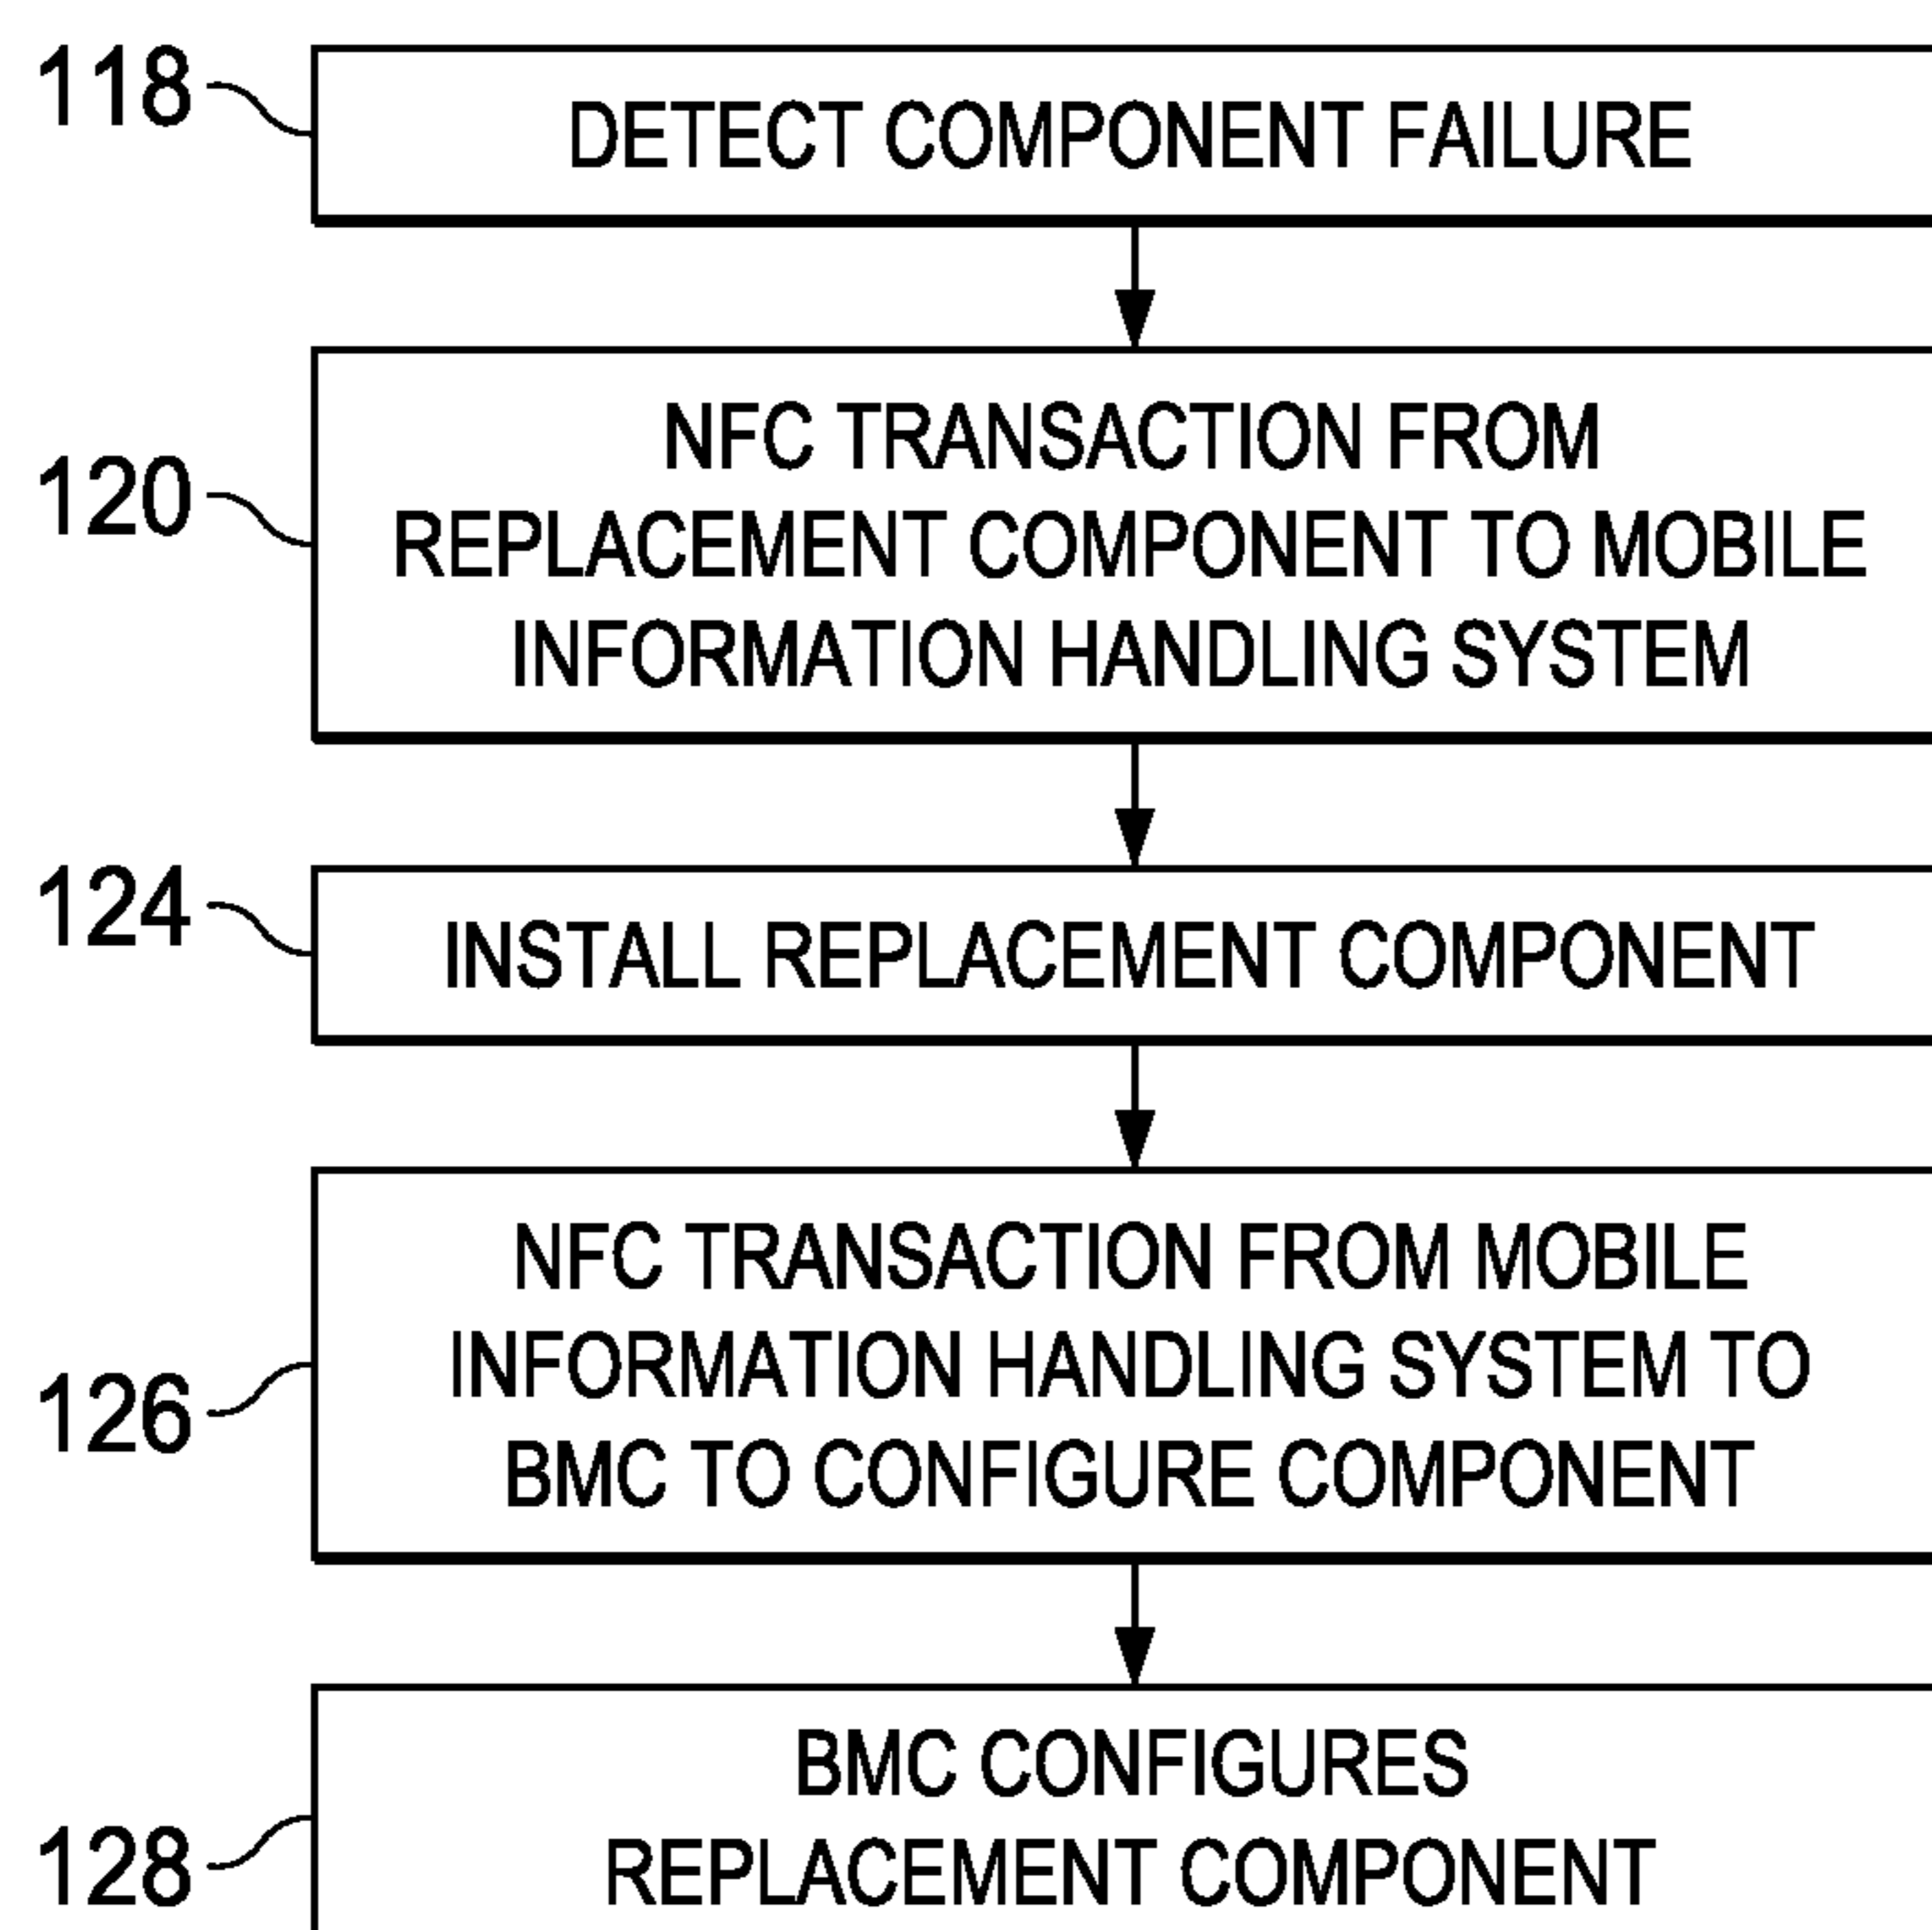 118
DETECT COMPONENT FAILURE
120
NFC TRANSACTION FROM
REPLACEMENT COMPONENT TO MOBILE
INFORMATION HANDLING SYSTEM
124
INSTALL REPLACEMENT COMPONENT
126
NFC TRANSACTION FROM MOBILE
INFORMATION HANDLING SYSTEM TO
BMC TO CONFIGURE COMPONENT
128
BMC CONFIGURES
REPLACEMENT COMPONENT